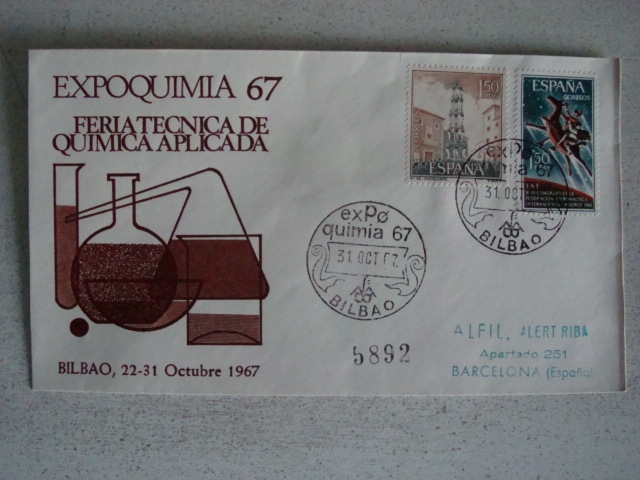 EXPOQUIMIA 67
FERIA TECNICA DE
QUIMICA APLICADA
BILBAO, 22-31 Octubre 1967
1'50
PTAS
ESPAÑA
ESPAÑA
CORREOS
1'50
expo
quimia 67
31. OCT 67
BILBAO
expo
quimia 67
31. OCT
BILBAO
5892
ALFIL, ALERT RIBA
Apartado 251
BARCELONA (España)